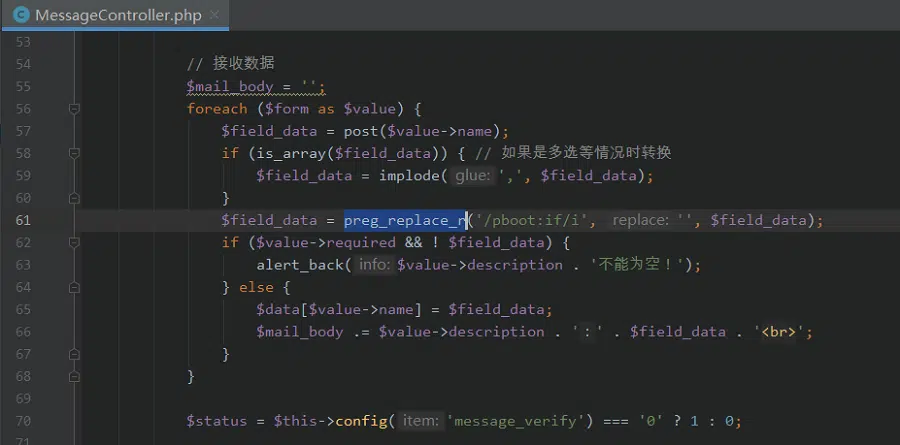 MessageController.php
53
54 // 接收数据
55 $mail_body = '';
56 foreach ($form as $value) {
57 $field_data = post($value->name);
58 if (is_array($field_data)) { // 如果是多选等情况时转换
59 $field_data = implode( glue: ',', $field_data);
60 }
61 $field_data = preg_replace_r('/pboot:if/i', replace: '', $field_data);
62 if ($value->required && ! $field_data) {
63 alert_back( info: $value->description . '不能为空！');
64 } else {
65 $data[$value->name] = $field_data;
66 $mail_body .= $value->description . '：' . $field_data . '<br>';
67 }
68 }
69
70 $status = $this->config( item: 'message_verify') === '0' ? 1 : 0;
71